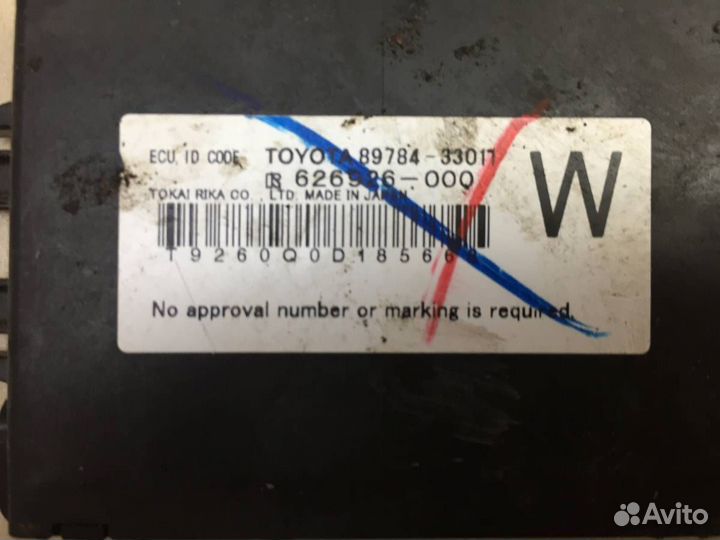 ECU, ID CODE TOYOTA 89784-33011
626926-000
TOKAI RIKA CO., LTD. MADE IN JAPAN
W
No approval number or marking is required.
Avito